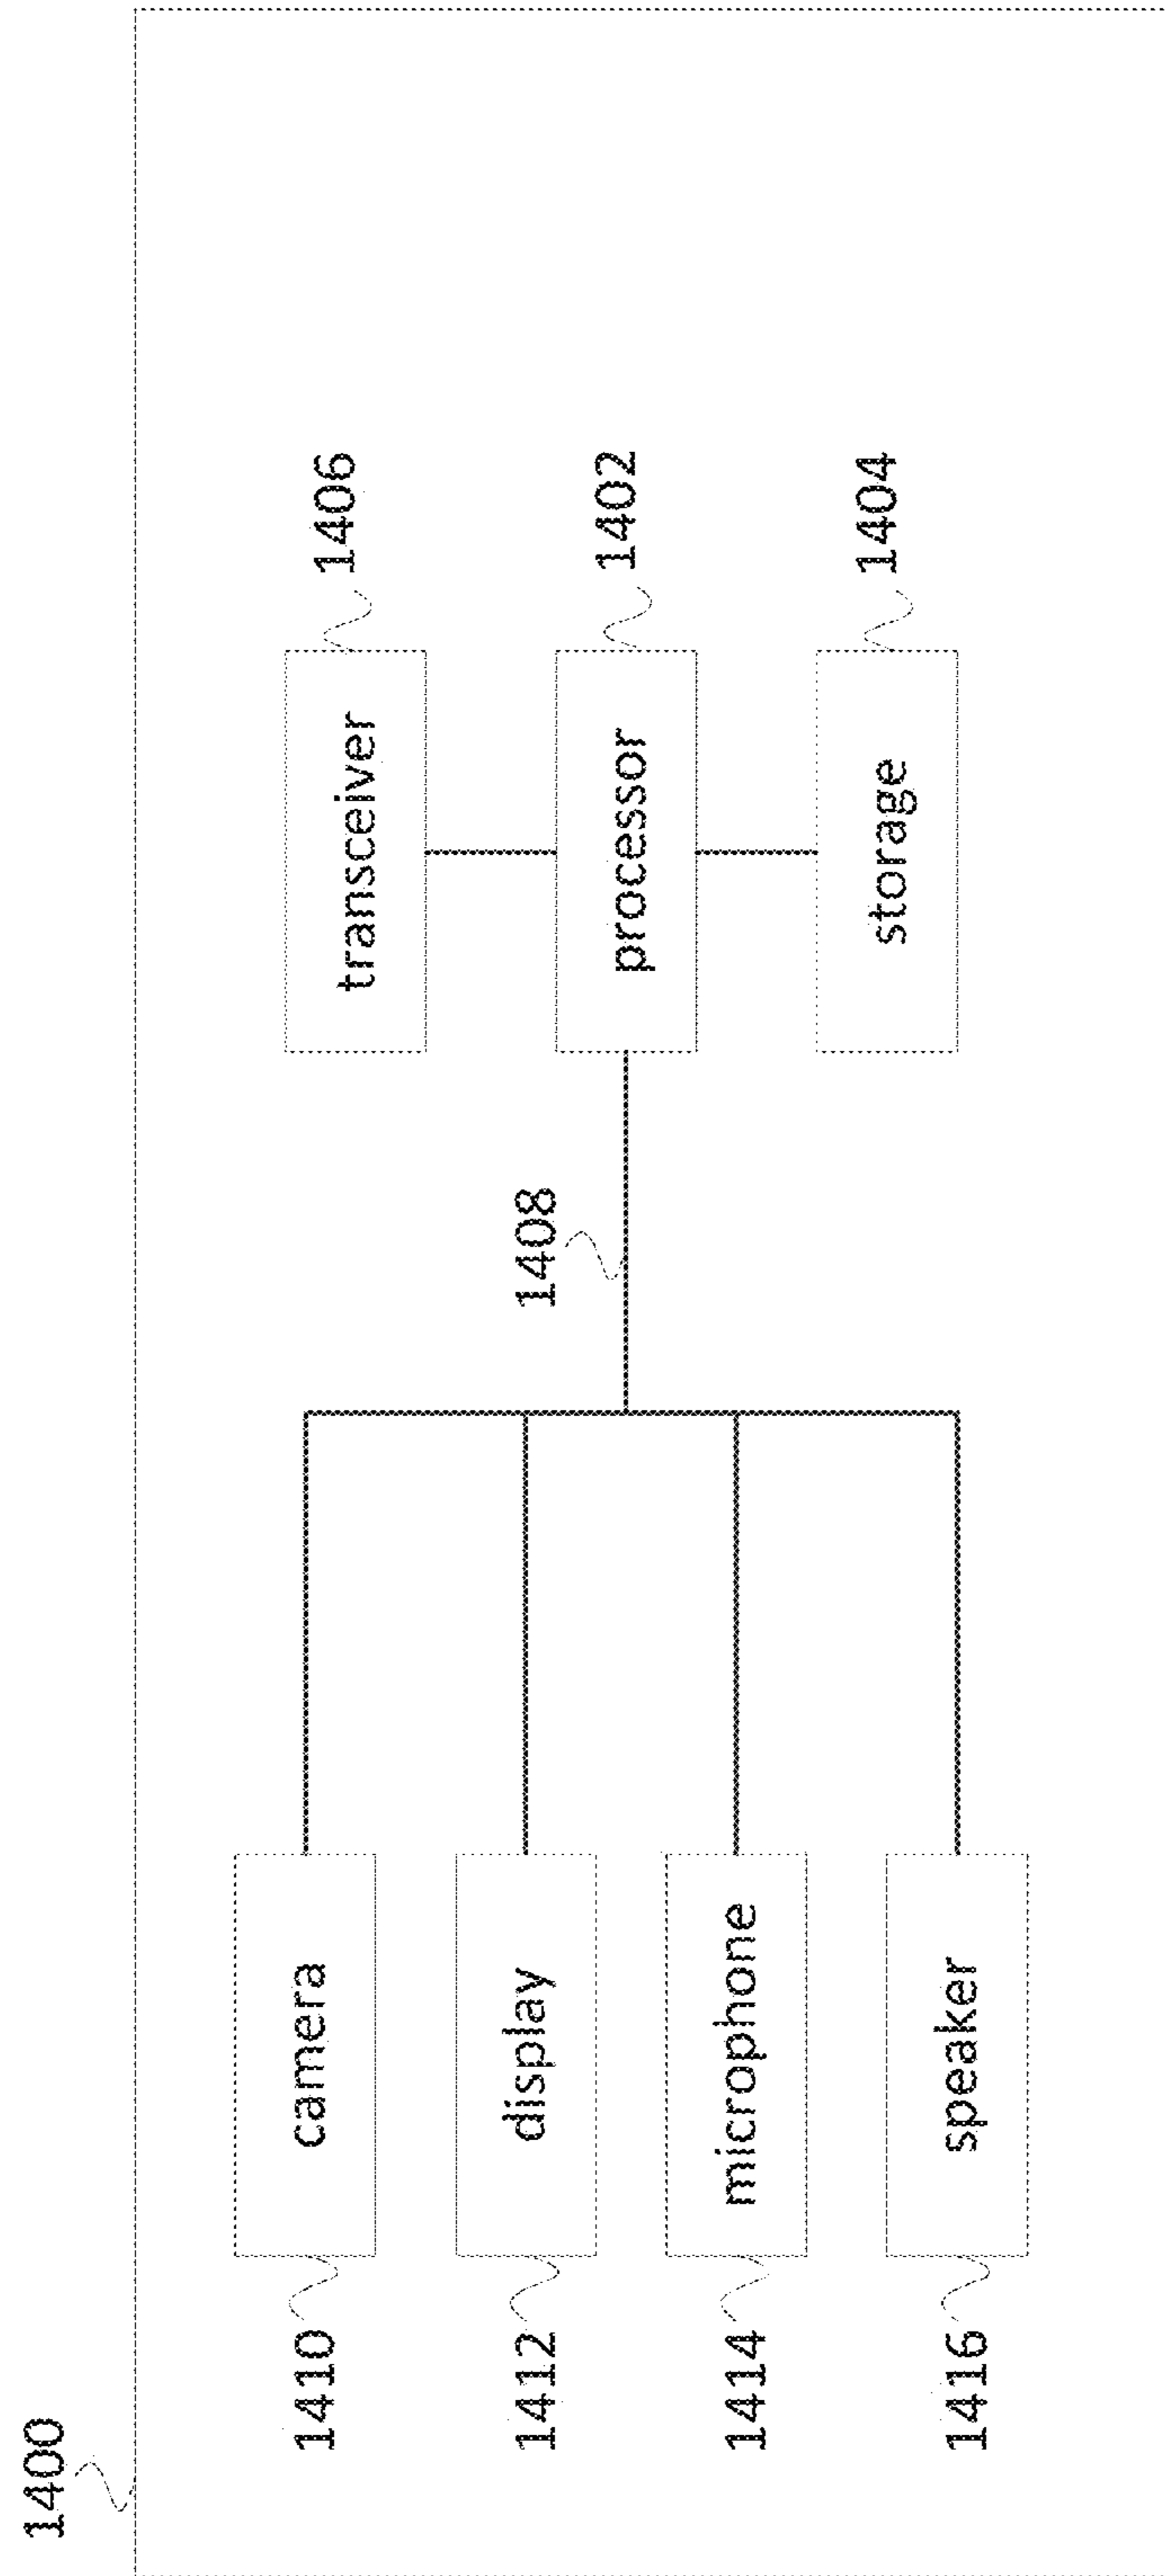 1400
1410
camera
1412
display
1414
microphone
1416
speaker
1408
transceiver
1406
processor
1402
storage
1404